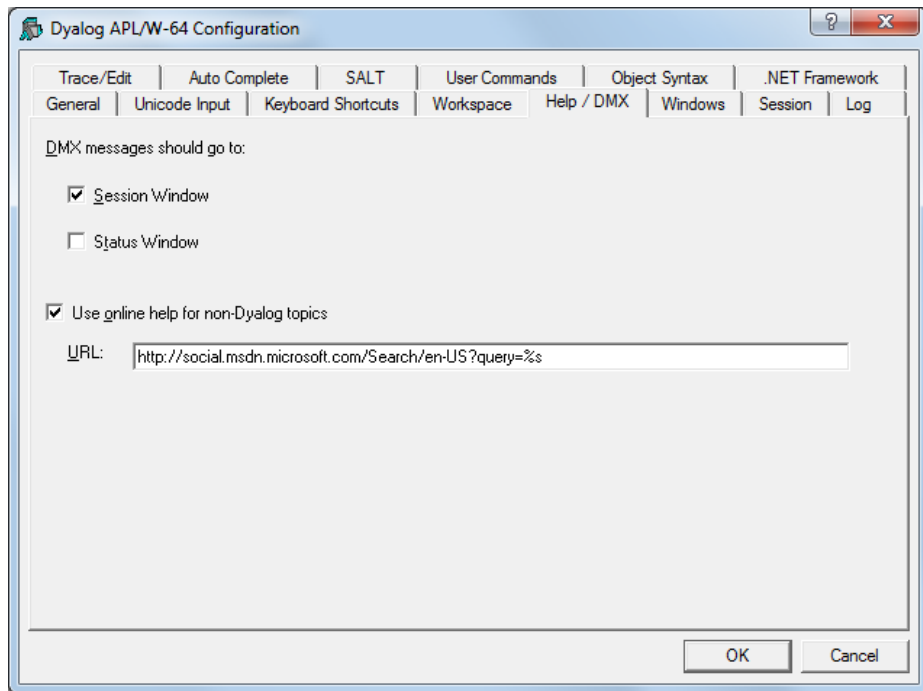 Dyalog APL/W-64 Configuration
Trace/Edit Auto Complete SALT User Commands Object Syntax .NET Framework
General Unicode Input Keyboard Shortcuts Workspace Help / DMX Windows Session Log
DMX messages should go to:
Session Window
Status Window
Use online help for non-Dyalog topics
URL: http://social.msdn.microsoft.com/Search/en-US?query=%s
OK Cancel